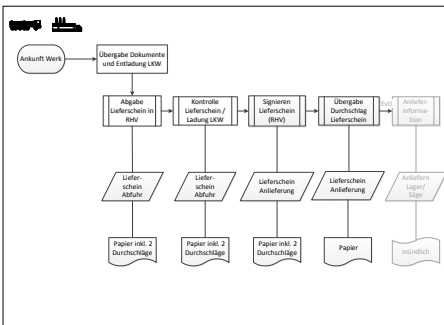 Ankunft Werk
Übergabe Dokumente
und Entladung LKW
Abgabe
Lieferschein in
RHV
Kontrolle
Lieferschein /
Ladung LKW
Signieren
Lieferschein
(RHV)
Übergabe
Durchschlag
Lieferschein
Evtl.
Anliefer-
informa-
tion
Liefer-
schein
Abfuhr
Liefer-
schein
Abfuhr
Lieferschein
Anlieferung
Lieferschein
Anlieferung
Anliefern
Lager/
Säge
Papier inkl. 2
Durchschläge
Papier inkl. 2
Durchschläge
Papier inkl. 2
Durchschläge
Papier
mündlich